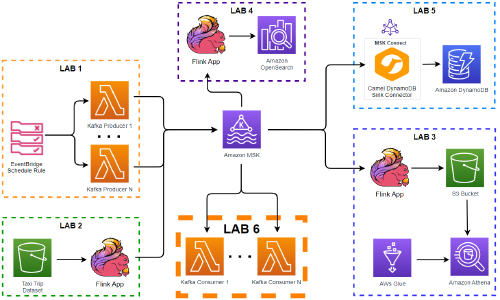 LAB 4
Flink App
Amazon
OpenSearch
LAB 5
MSK Connect
Camel DynamoDB
Sink Connector
Amazon DynamoDB
LAB 1
EventBridge
Schedule Rule
Kafka Producer 1
Kafka Producer N
Amazon MSK
LAB 2
Taxi Trip
Dataset
Flink App
LAB 6
Kafka Consumer 1
Kafka Consumer N
LAB 3
Flink App
S3 Bucket
AWs Glue
Amazon Athena